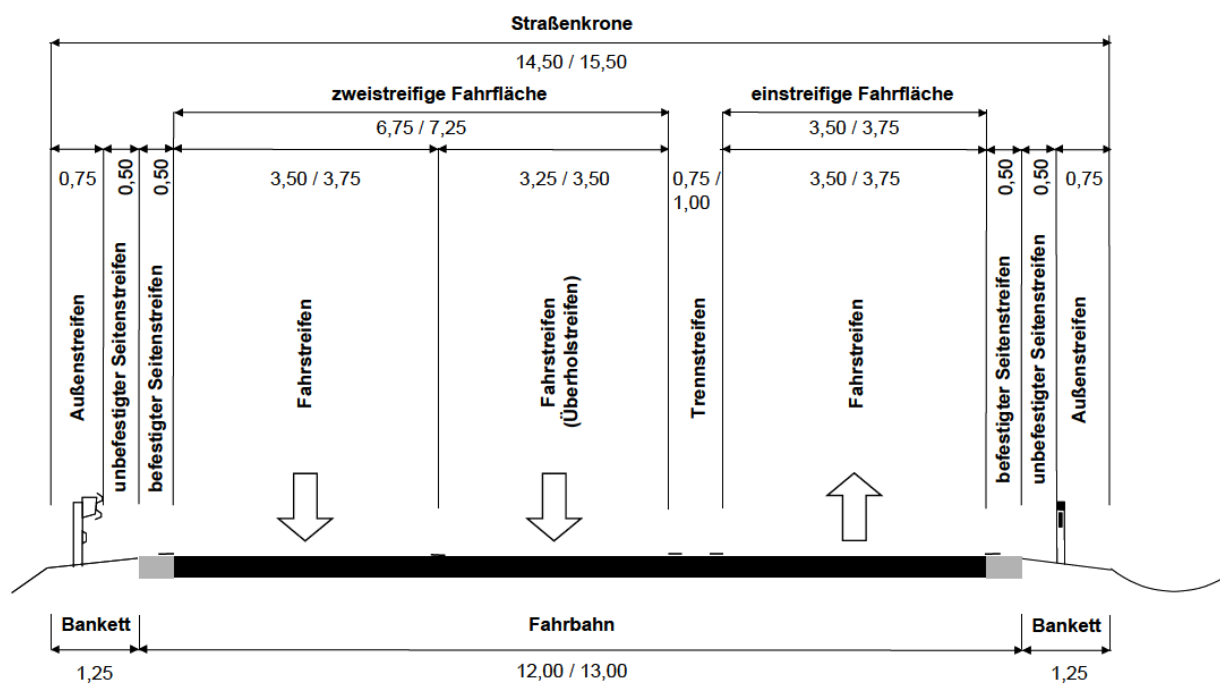 Straßenkrone
14,50 / 15,50
zweistreifige Fahrfläche
einstreifige Fahrfläche
6,75 / 7,25
3,50 / 3,75
0,75
0,50
0,50
3,50 / 3,75
3,25 / 3,50
0,75 /
1,00
3,50 / 3,75
0,50
0,50
0,75
Außenstreifen
unbefestigter Seitenstreifen
befestigter Seitenstreifen
Fahrstreifen
Fahrstreifen
(Überholstreifen)
Trennstreifen
Fahrstreifen
befestigter Seitenstreifen
unbefestigter Seitenstreifen
Außenstreifen
Bankett
Fahrbahn
Bankett
1,25
12,00 / 13,00
1,25